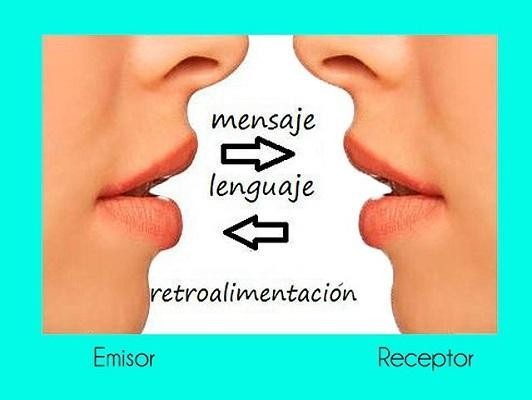 mensaje
lenguaje
retroalimentación
Emisor
Receptor